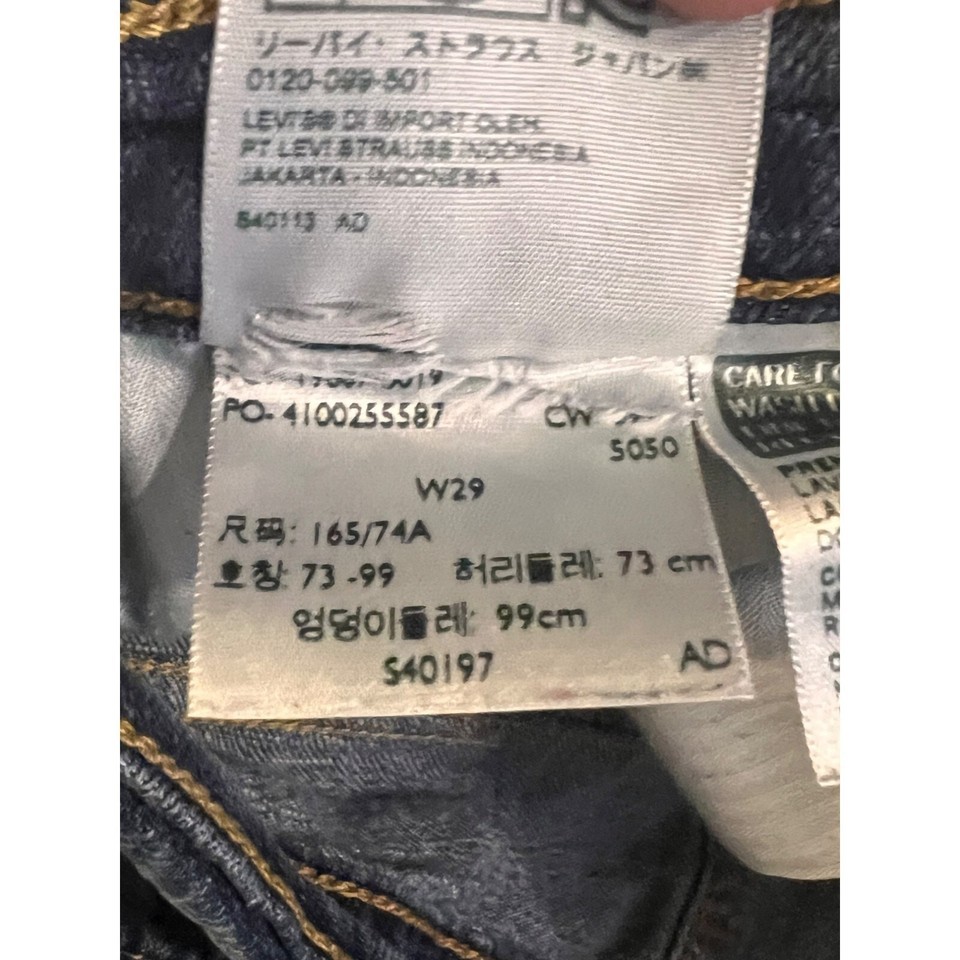 リーバイ・ストラウス ジャパン㈱
0120-099-501
LEVI'S® DI IMPORT OLEH:
PT LEVI STRAUSS INDONESIA
JAKARTA - INDONESIA
S40113 AD
PO- 4100255587 CW
5050
W29
尺码: 165/74A
호칭: 73 -99 허리둘레: 73 cm
엉덩이둘레: 99cm
S40197 AD
CARE